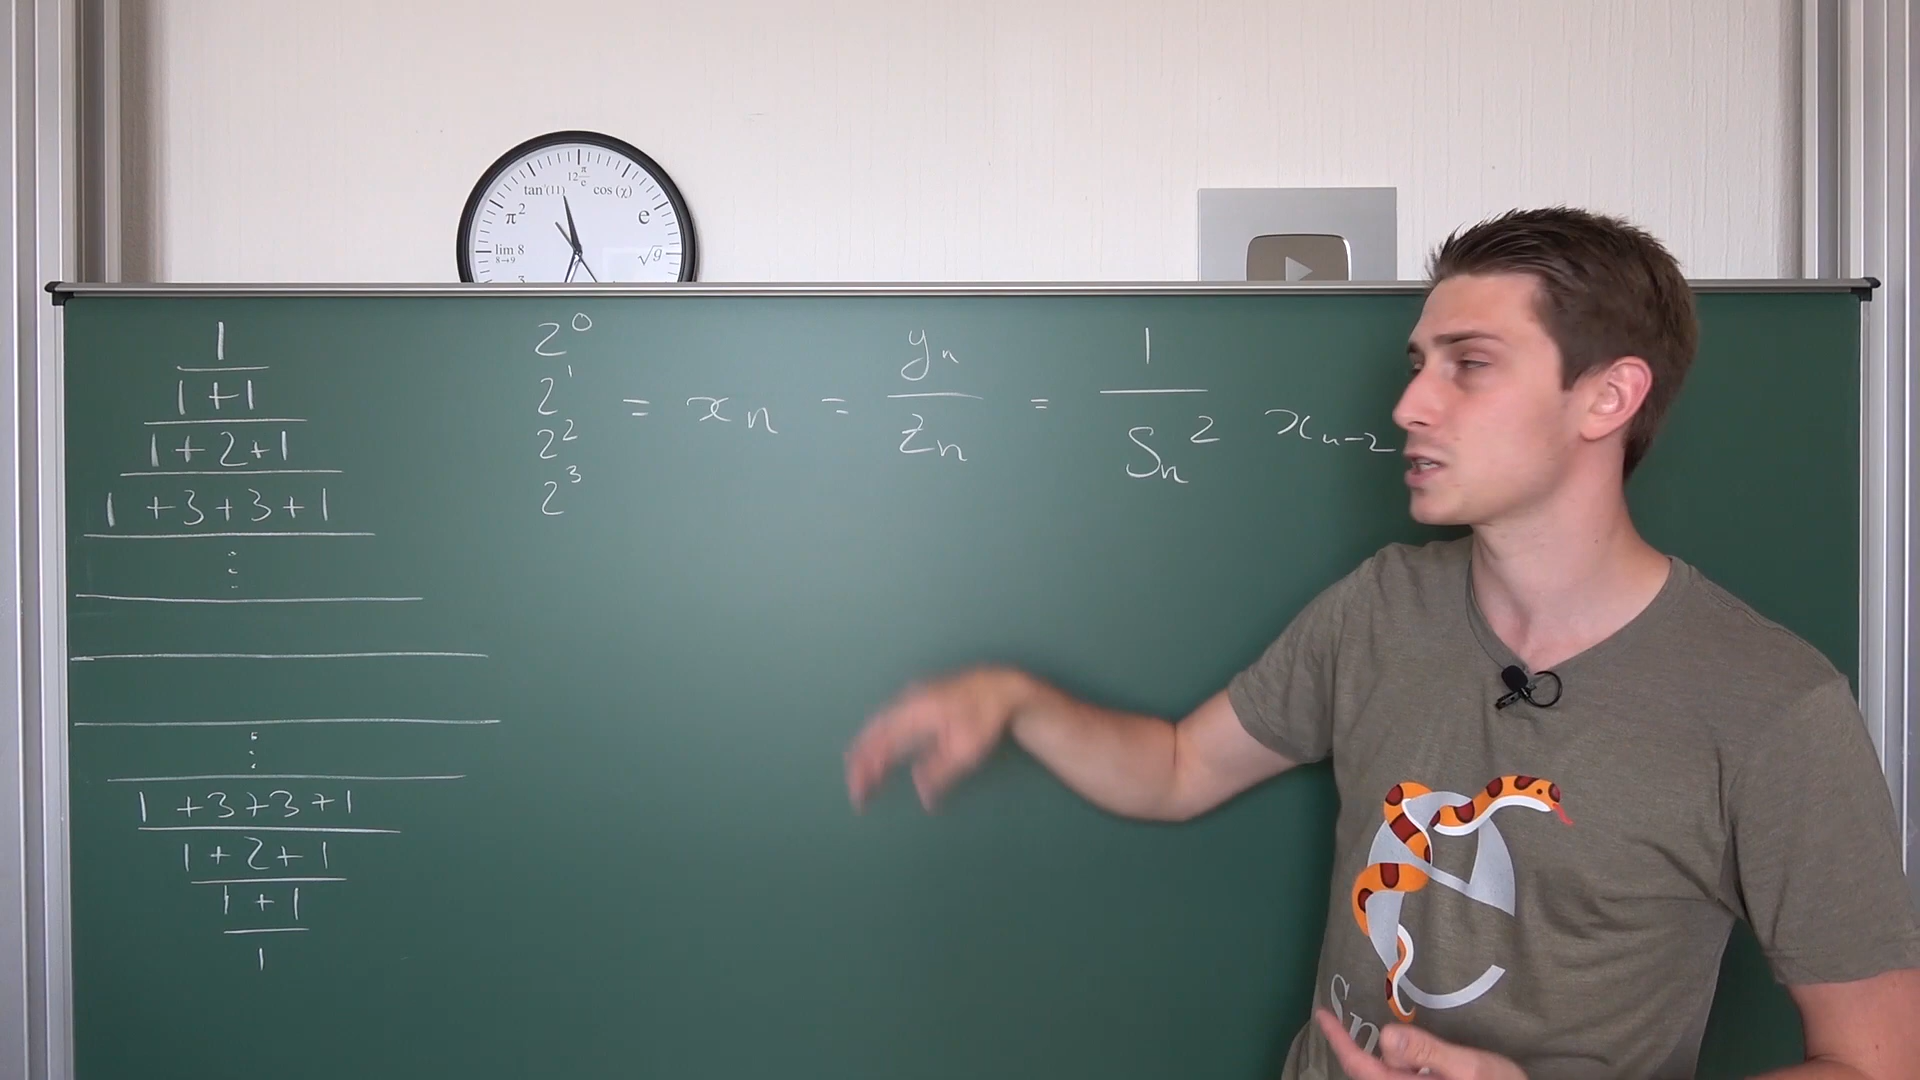 12 π/e
tan⁻(11) cos (χ)
π² e
lim 8 √9
8→9
3
1
1 + 1
1 + 2 + 1
1 + 3 + 3 + 1
⋮
⋮
1 + 3 + 3 + 1
1 + 2 + 1
1 + 1
1
2⁰
2¹
2²
2³
= xₙ = yₙ/zₙ = 1/Sₙ² xₙ₋₂
Sp